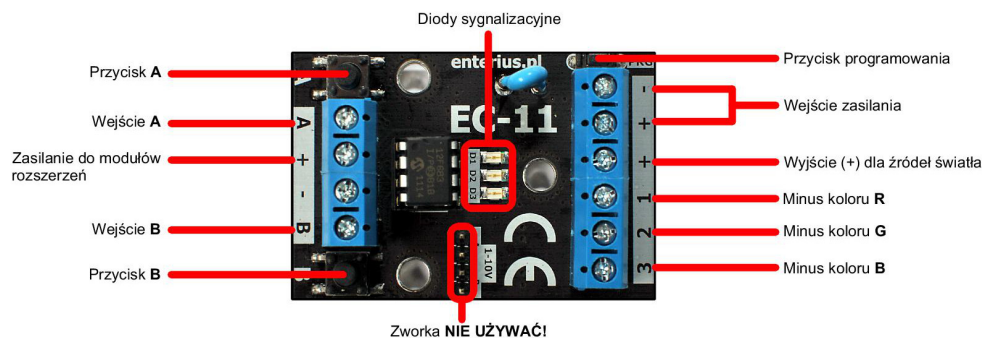 Diody sygnalizacyjne
enterius.pl
PRG
Przycisk programowania
Przycisk A
A
-
Wejście zasilania
Wejście A
A
EC-11
+
Zasilanie do modułów
rozszerzeń
+
D1
D2
D3
+
Wyjście (+) dla źródeł światła
-
1
Minus koloru R
Wejście B
B
CE
2
Minus koloru G
Przycisk B
1-10V
3
Minus koloru B
Zworka NIE UŻYWAĆ!